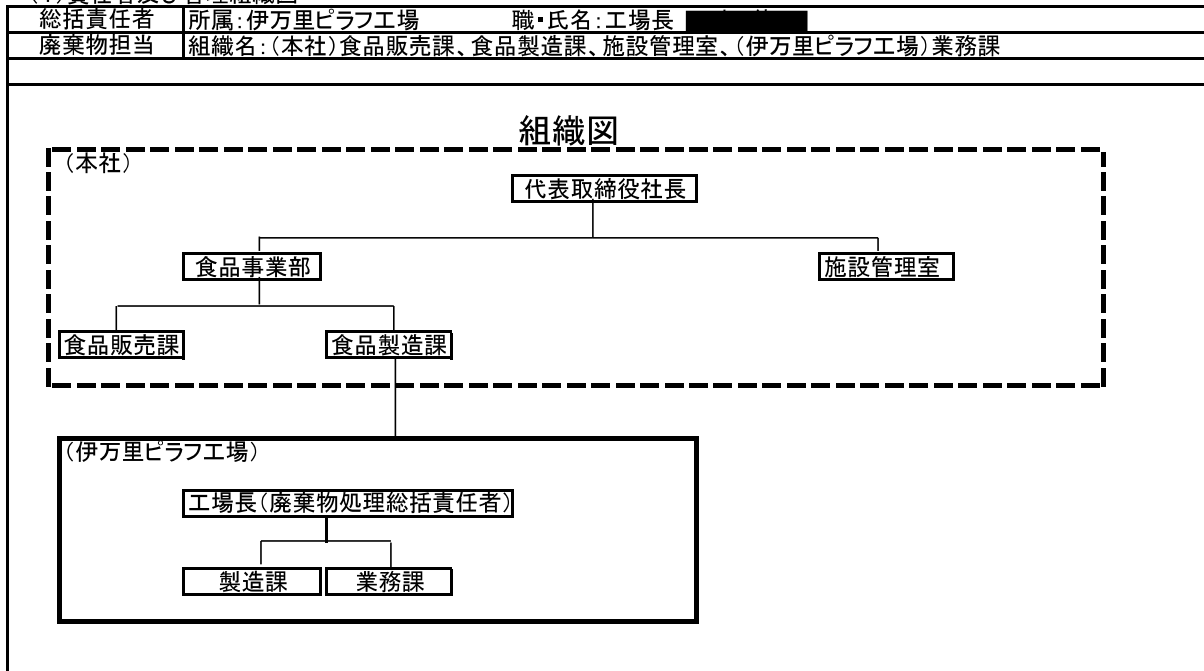 総括責任者 所属:伊万里工場 職・氏名:工場長
廃棄物担当 組織名:(本社)食品販売課、食品製造課、施設管理室、(伊万里ピラフ工場)業務課
組織図
(本社)
代表取締役社長
食品事業部 施設管理室
食品販売課 食品製造課
(伊万里ピラフ工場)
工場長(廃棄物処理総括責任者)
製造課 業務課